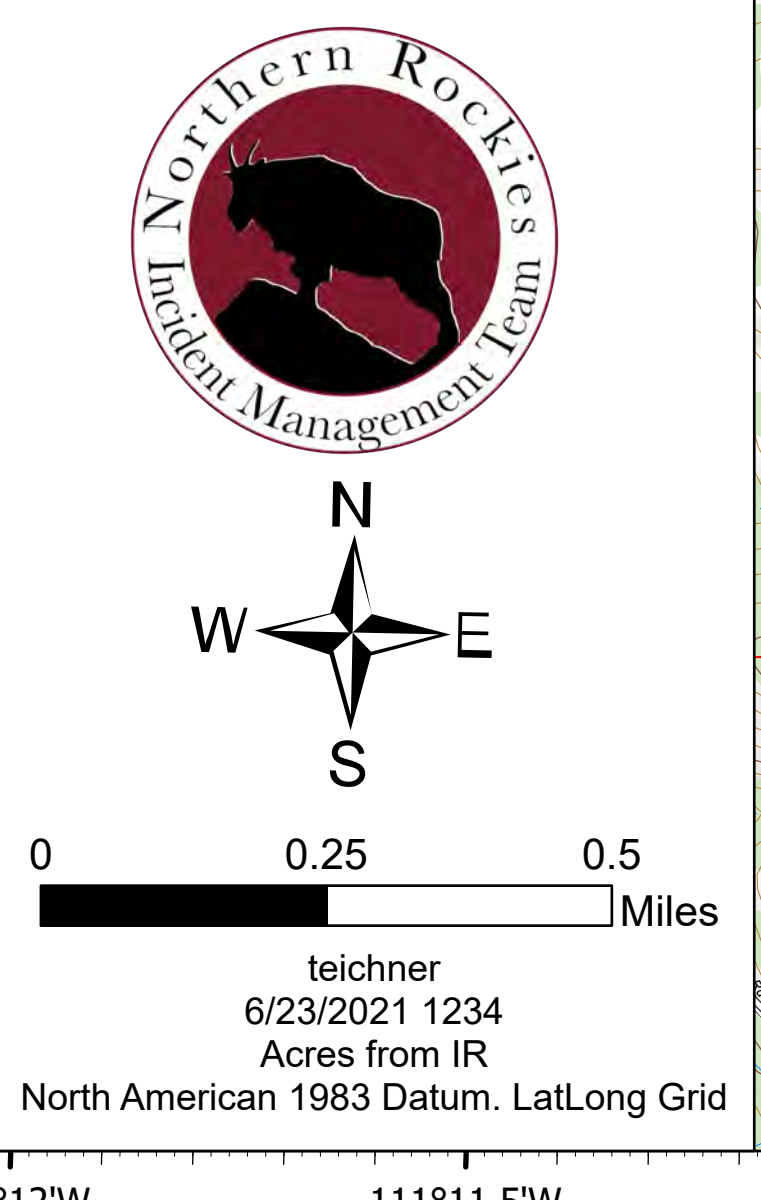 Northern Rockies
Incident Management Team
N
W E
S
0 0.25 0.5
Miles
teichner
6/23/2021 1234
Acres from IR
North American 1983 Datum. LatLong Grid